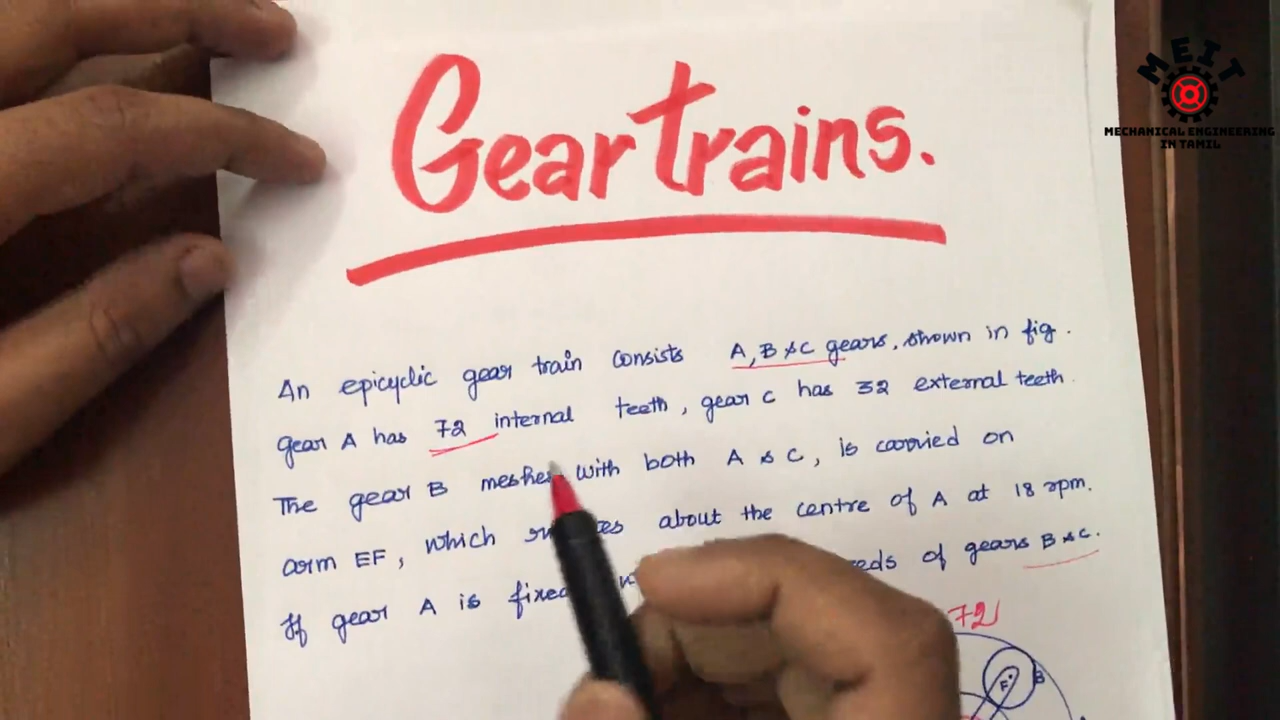 MEIT
MECHANICAL ENGINEERING
IN TAMIL
Gear trains.
An epicyclic gear train consists A, B & C gears, shown in fig.
Gear A has 72 internal teeth, gear C has 32 external teeth.
The gear B meshes with both A & C, is carried on
arm EF, which about the centre of A at 18 rpm.
If gear A is fixed of gears B & C.
72
F
B